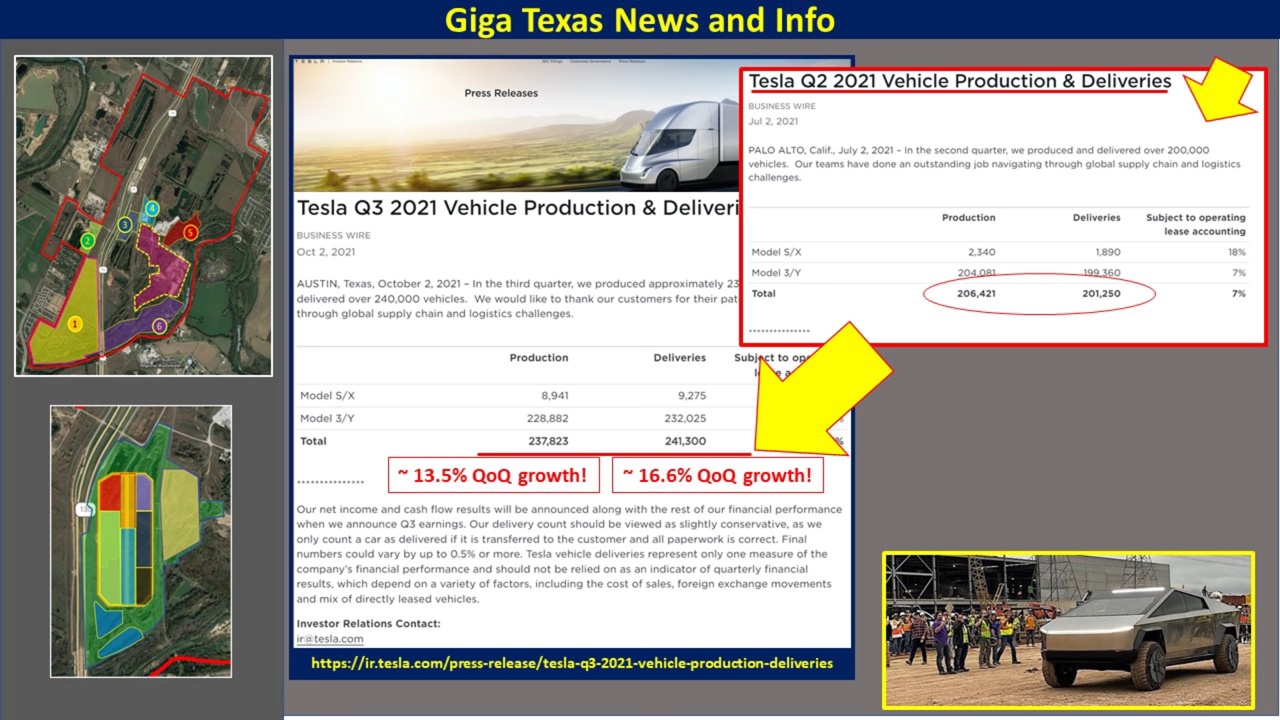 Giga Texas News and Info
TESLA Investor Relations
SEC Filings Corporate Governance Press Releases
Press Releases
Tesla Q3 2021 Vehicle Production & Deliveri
BUSINESS WIRE
Oct 2, 2021
AUSTIN, Texas, October 2, 2021 – In the third quarter, we produced approximately 23
delivered over 240,000 vehicles. We would like to thank our customers for their pat
through global supply chain and logistics challenges.
Production Deliveries Subject to ope
Model S/X 8,941 9,275
Model 3/Y 228,882 232,025 %
Total 237,823 241,300 %
~ 13.5% QoQ growth! ~ 16.6% QoQ growth!
***************
Our net income and cash flow results will be announced along with the rest of our financial performance
when we announce Q3 earnings. Our delivery count should be viewed as slightly conservative, as we
only count a car as delivered if it is transferred to the customer and all paperwork is correct. Final
numbers could vary by up to 0.5% or more. Tesla vehicle deliveries represent only one measure of the
company's financial performance and should not be relied on as an indicator of quarterly financial
results, which depend on a variety of factors, including the cost of sales, foreign exchange movements
and mix of directly leased vehicles.
Investor Relations Contact:
ir@tesla.com
https://ir.tesla.com/press-release/tesla-q3-2021-vehicle-production-deliveries
Tesla Q2 2021 Vehicle Production & Deliveries
BUSINESS WIRE
Jul 2, 2021
PALO ALTO, Calif., July 2, 2021 – In the second quarter, we produced and delivered over 200,000
vehicles. Our teams have done an outstanding job navigating through global supply chain and logistics
challenges.
Production Deliveries Subject to operating
lease accounting
Model S/X 2,340 1,890 18%
Model 3/Y 204,081 199,360 7%
Total 206,421 201,250 7%
***************
1
2
3
4
5
6
130